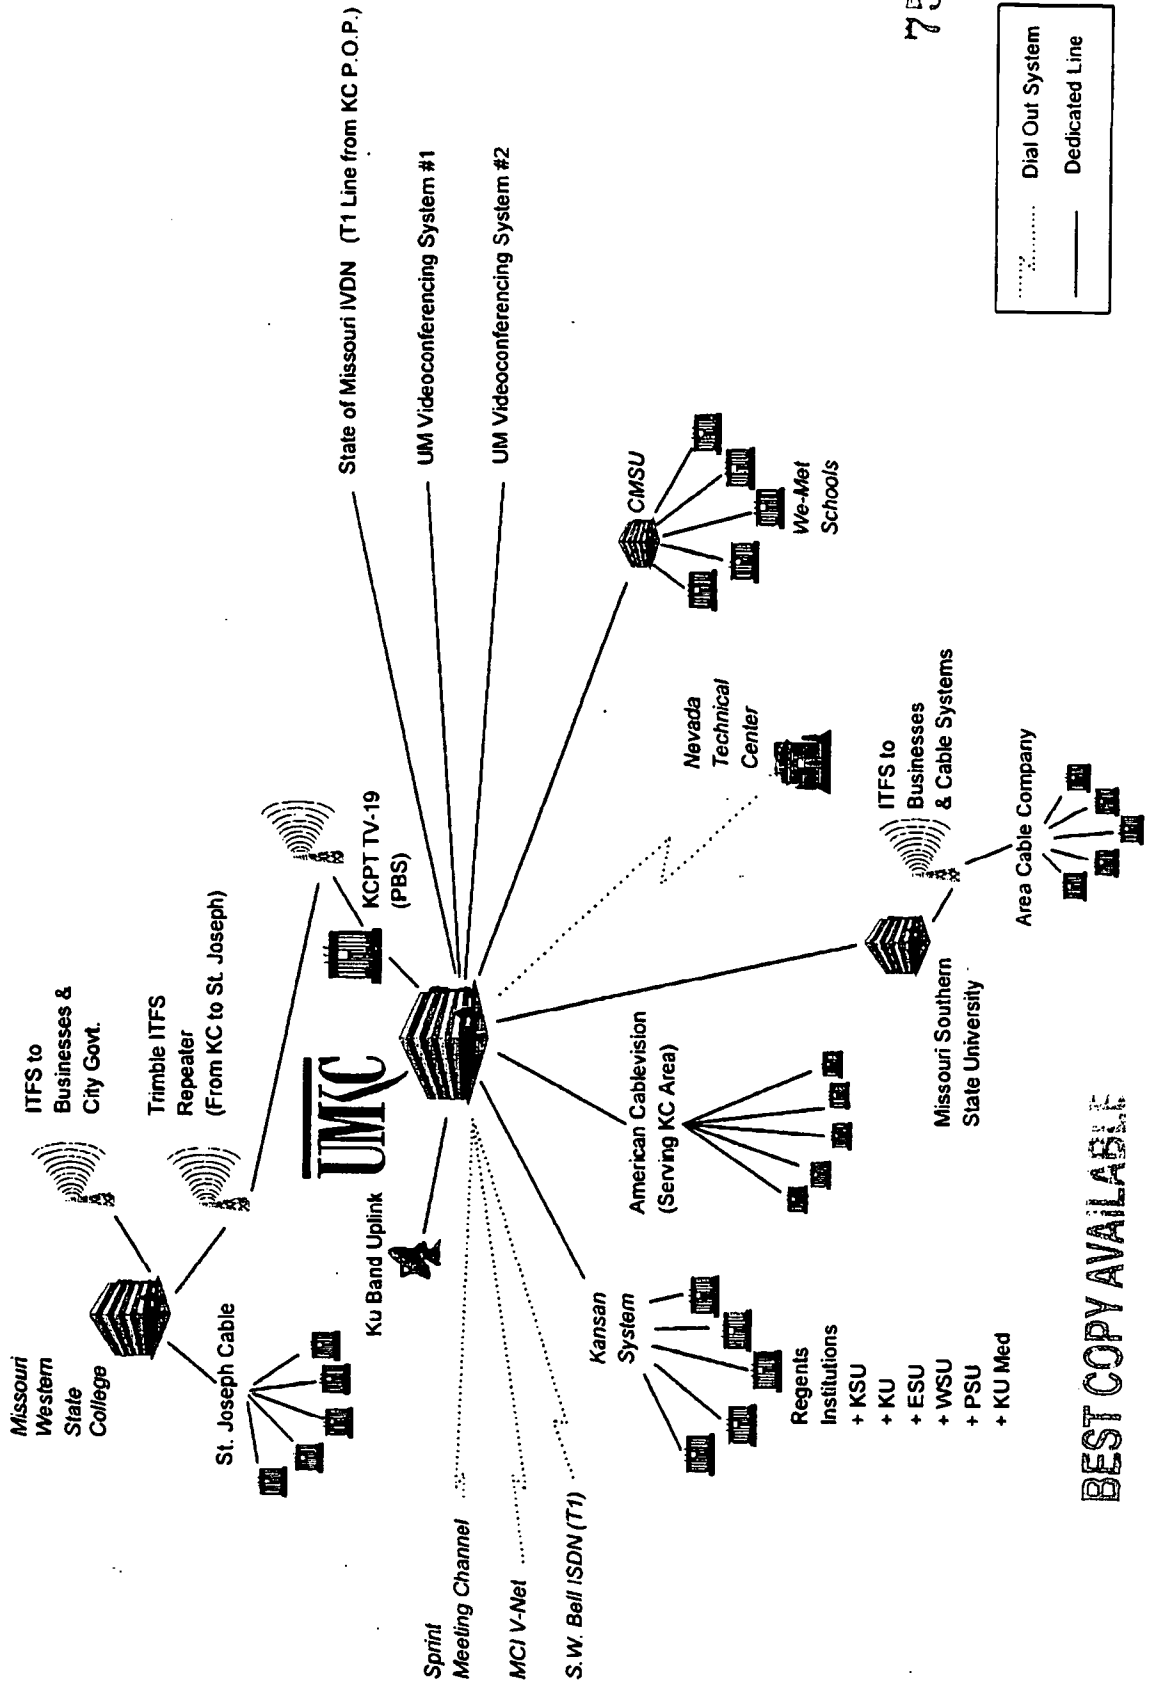 Missouri
Western
State
College
ITFS to
Businesses &
City Govt.
St. Joseph Cable
Trimble ITFS
Repeater
(From KC to St. Joseph)
UMKC
Ku Band Uplink
KCPT TV-19
(PBS)
State of Missouri IVDN (T1 Line from KC P.O.P.)
UM Videoconferencing System #1
UM Videoconferencing System #2
Sprint
Meeting Channel
MCI V-Net
S.W. Bell ISDN (T1)
Kansan
System
Regents
Institutions
+ KSU
+ KU
+ ESU
+ WSU
+ PSU
+ KU Med
American Cablevision
(Serving KC Area)
Nevada
Technical
Center
CMSU
We-Met
Schools
Missouri Southern
State University
ITFS to
Businesses
& Cable Systems
Area Cable Company
Dial Out System
Dedicated Line
BEST COPY AVAILABLE